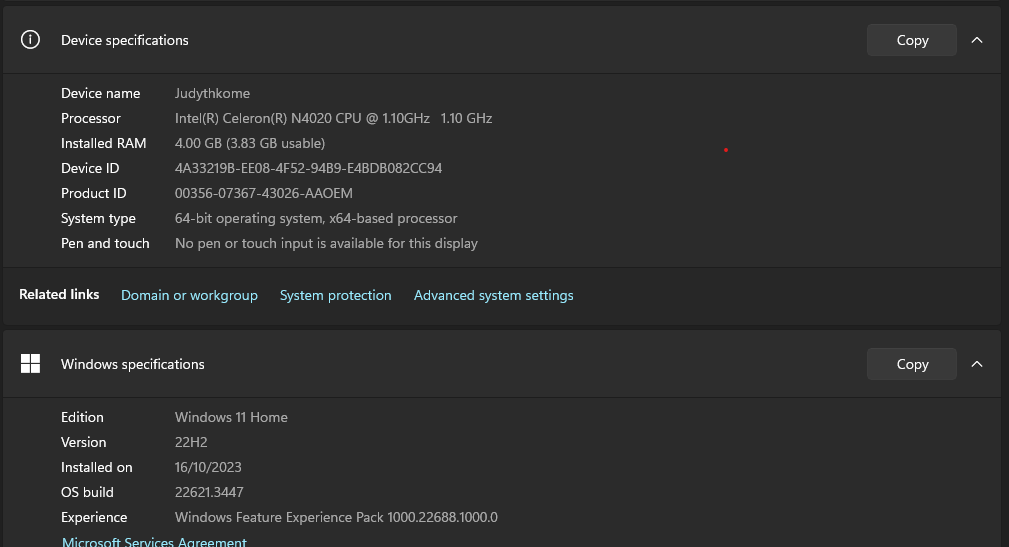 Device specifications Copy
Device name Judythkome
Processor Intel(R) Celeron(R) N4020 CPU @ 1.10GHz 1.10 GHz
Installed RAM 4.00 GB (3.83 GB usable)
Device ID 4A33219B-EE08-4F52-94B9-E4BDB082CC94
Product ID 00356-07367-43026-AAOEM
System type 64-bit operating system, x64-based processor
Pen and touch No pen or touch input is available for this display
Related links Domain or workgroup System protection Advanced system settings
Windows specifications Copy
Edition Windows 11 Home
Version 22H2
Installed on 16/10/2023
OS build 22621.3447
Experience Windows Feature Experience Pack 1000.22688.1000.0
Microsoft Services Agreement